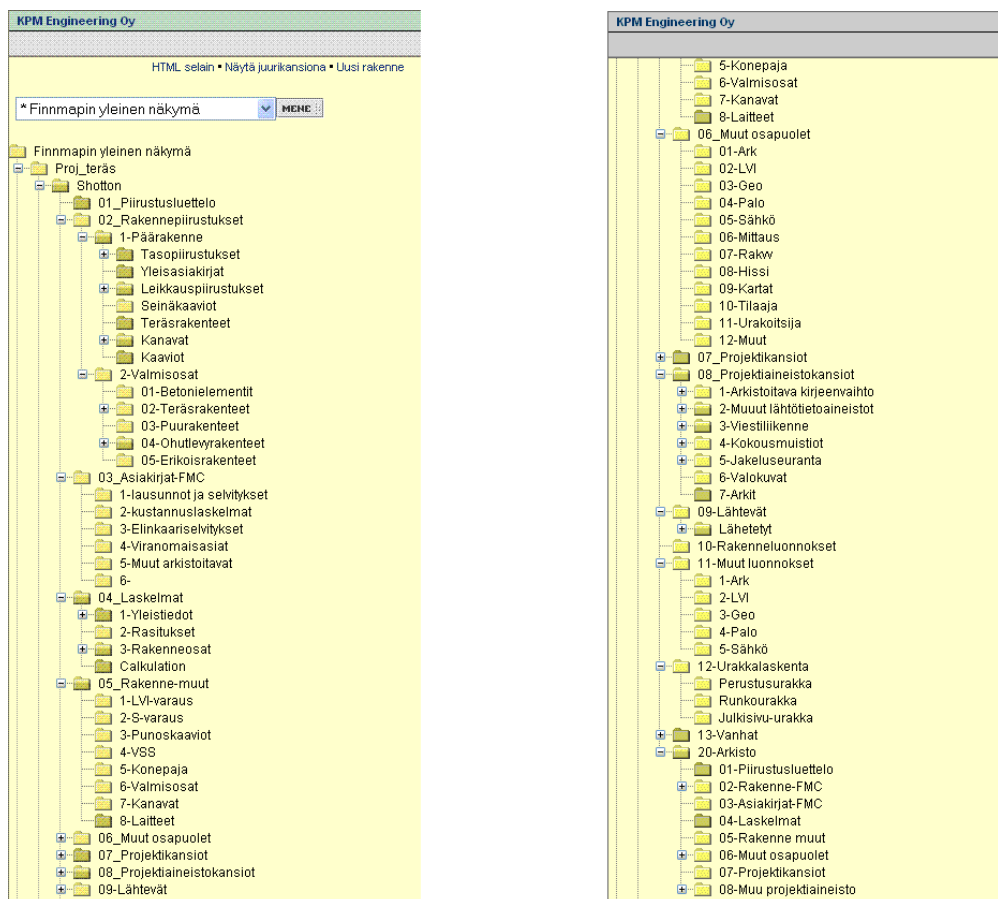 KPM Engineering Oy
HTML selain • Näytä juurikansiona • Uusi rakenne
* Finnmapin yleinen näkymä MENE
Finnmapin yleinen näkymä
Proj_teräs
Shotton
01_Piirustusluettelo
02_Rakennepiirustukset
1-Päärakenne
Tasopiirustukset
Yleisasiakirjat
Leikkauspiirustukset
Seinäkaaviot
Teräsrakenteet
Kanavat
Kaaviot
2-Valmisosat
01-Betonielementit
02-Teräsrakenteet
03-Puurakenteet
04-Ohutlevyrakenteet
05-Erikoisrakenteet
03_Asiakirjat-FMC
1-lausunnot ja selvitykset
2-kustannuslaskelmat
3-Elinkaariselvitykset
4-Viranomaisasiat
5-Muut arkistoitavat
6-
04_Laskelmat
1-Yleistiedot
2-Rasitukset
3-Rakenneosat
Calkulation
05_Rakenne-muut
1-LVI-varaus
2-S-varaus
3-Punoskaaviot
4-VSS
5-Konepaja
6-Valmisosat
7-Kanavat
8-Laitteet
06_Muut osapuolet
07_Projektikansiot
08_Projektiaineistokansiot
09-Lähtevät
KPM Engineering Oy
5-Konepaja
6-Valmisosat
7-Kanavat
8-Laitteet
06_Muut osapuolet
01-Ark
02-LVI
03-Geo
04-Palo
05-Sähkö
06-Mittaus
07-Rakvv
08-Hissi
09-Kartat
10-Tilaaja
11-Urakoitsija
12-Muut
07_Projektikansiot
08_Projektiaineistokansiot
1-Arkistoitava kirjeenvaihto
2-Muuut lähtötietoaineistot
3-Viestiliikenne
4-Kokousmuistiot
5-Jakeluseuranta
6-Valokuvat
7-Arkit
09-Lähtevät
Lähetetyt
10-Rakenneluonnokset
11-Muut luonnokset
1-Ark
2-LVI
3-Geo
4-Palo
5-Sähkö
12-Urakkalaskenta
Perustusurakka
Runkourakka
Julkisivu-urakka
13-Vanhat
20-Arkisto
01-Piirustusluettelo
02-Rakenne-FMC
03-Asiakirjat-FMC
04-Laskelmat
05-Rakenne muut
06-Muut osapuolet
07-Projektikansiot
08-Muu projektiaineisto